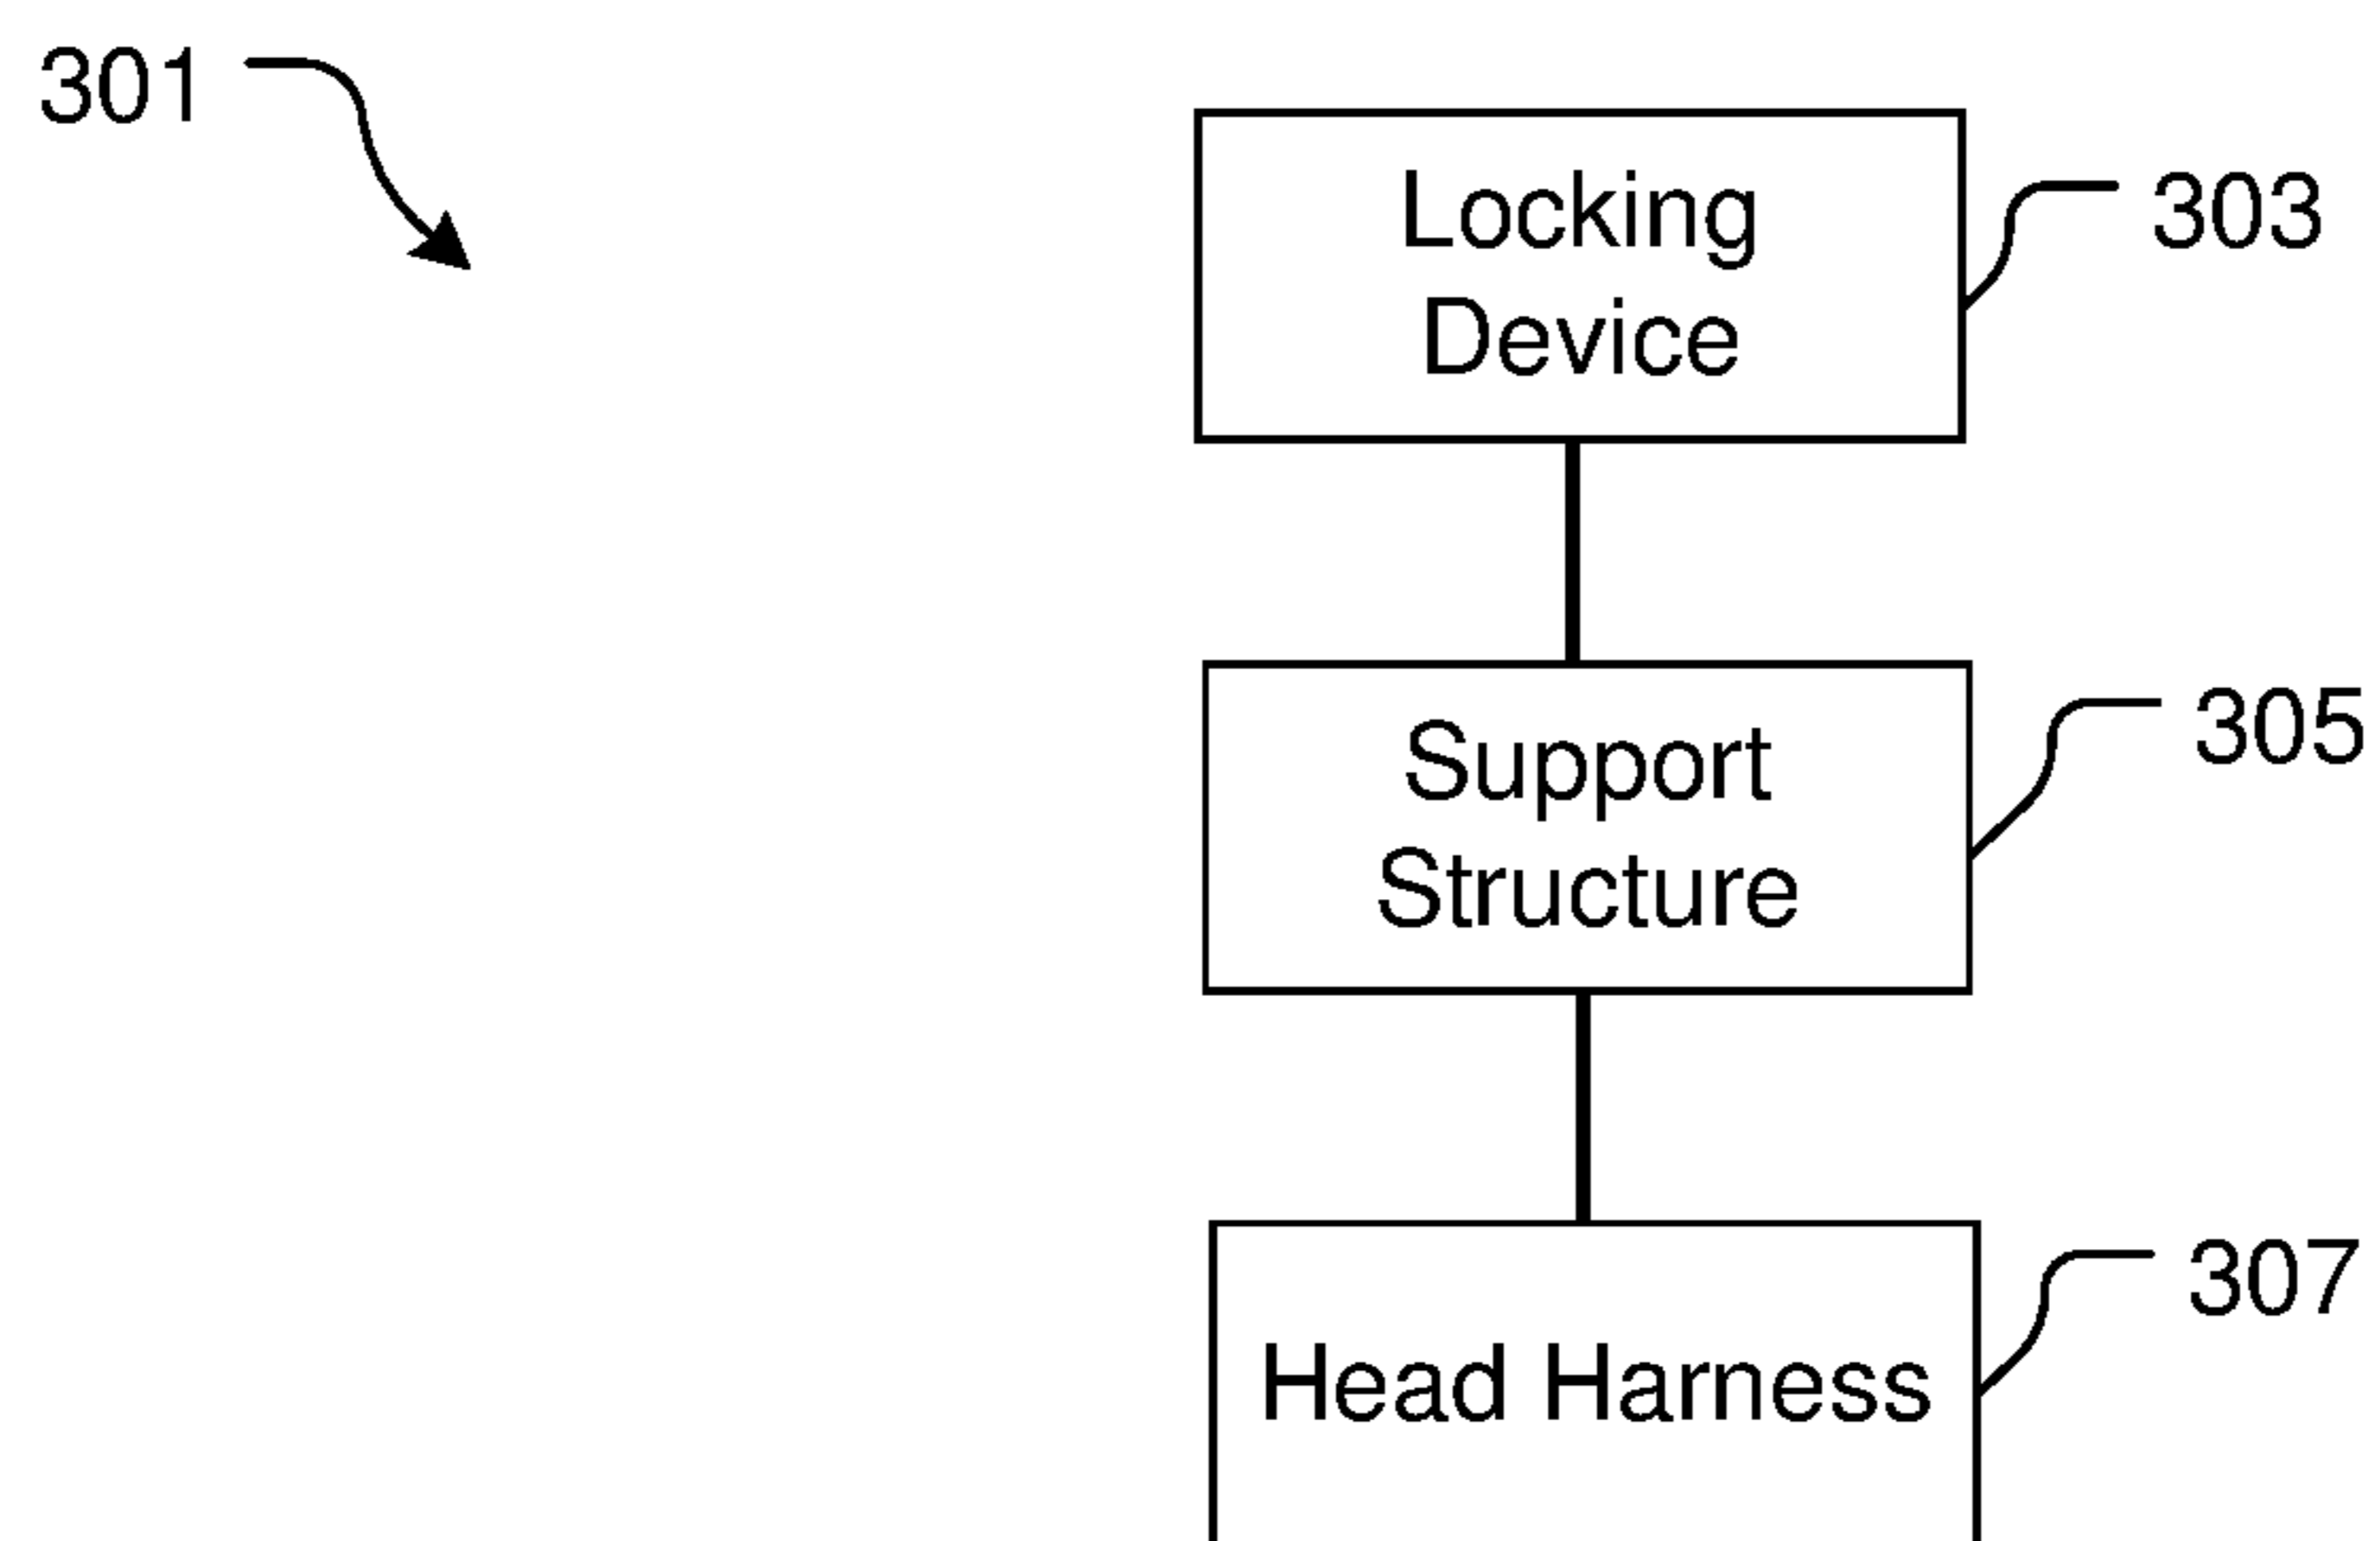 301
Locking
Device
303
Support
Structure
305
Head Harness
307